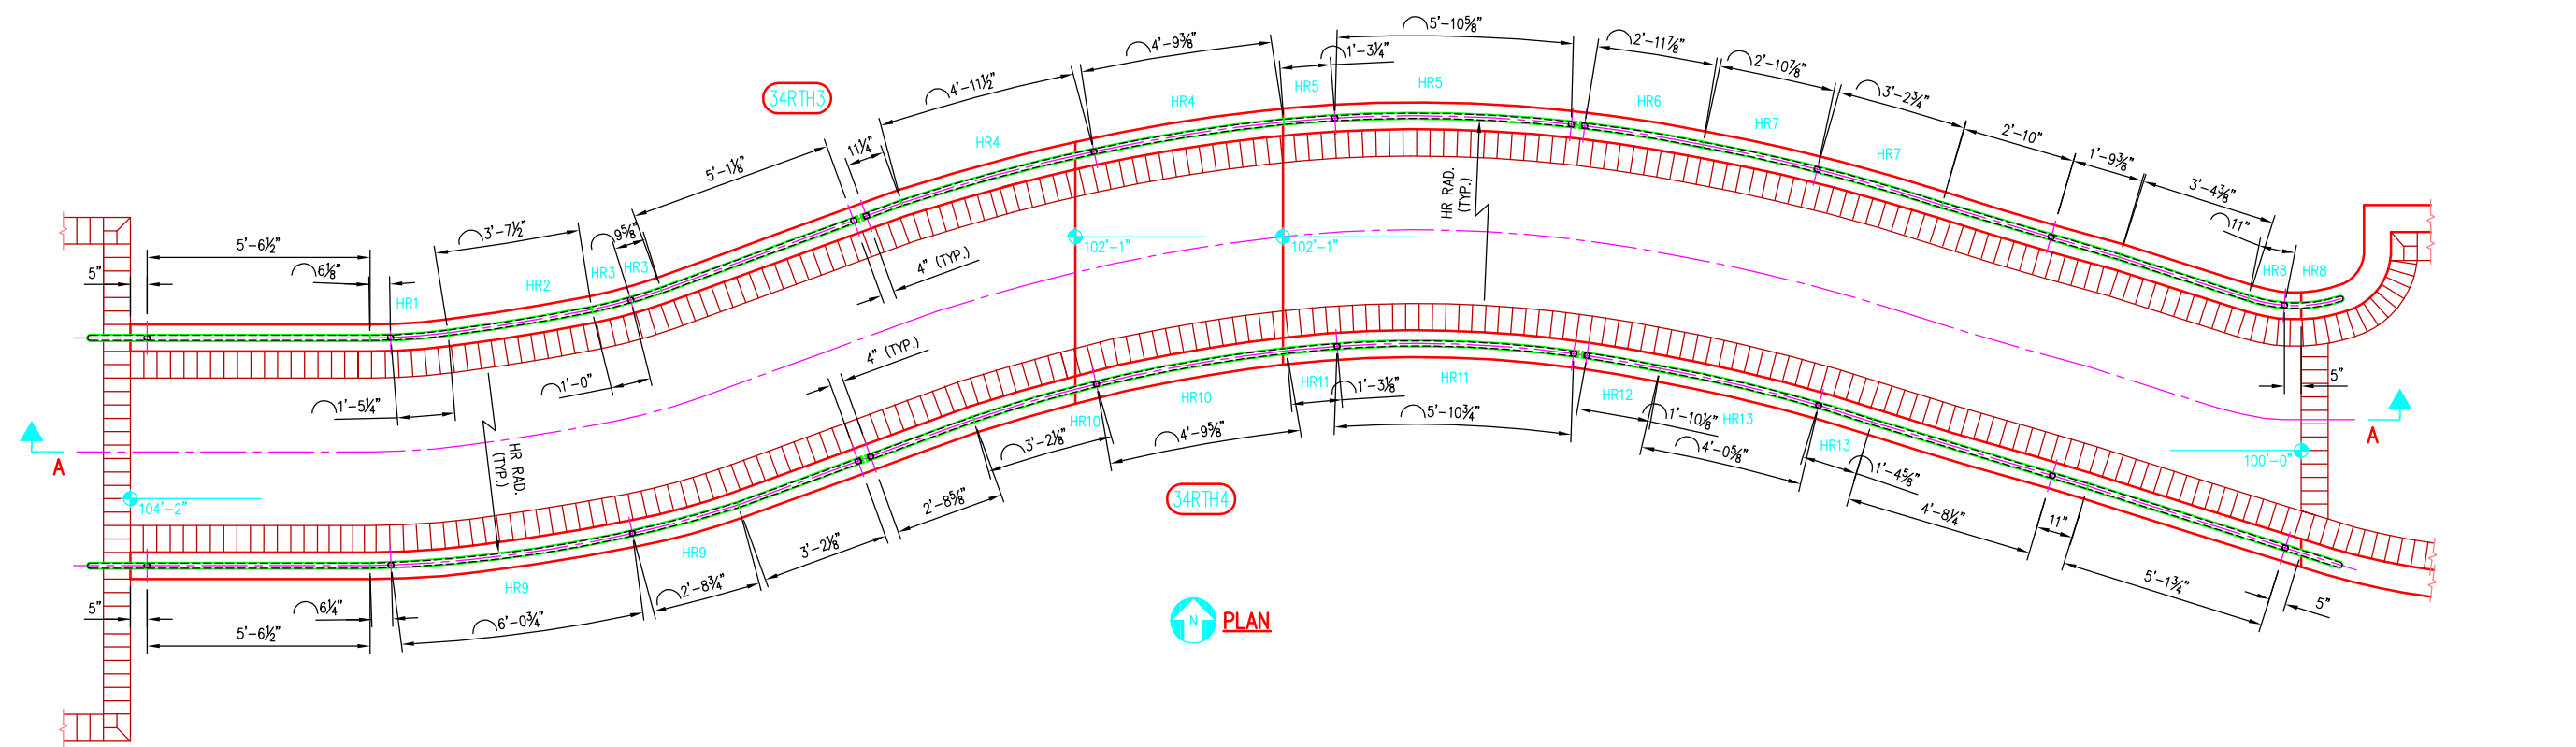 5'-10⅝"
4'-9⅜"
1'-3¼"
2'-11⅞"
2'-10⅞"
4'-11½"
HR5
HR5
HR6
3'-2¾"
34RTH3
HR4
HR7
2'-10"
11¼"
HR4
HR7
1'-9⅜"
5'-1⅛"
3'-4⅜"
HR RAD.
(TYP.)
3'-7½"
9⅝"
11"
5'-6½"
102'-1"
102'-1"
4" (TYP.)
5"
6⅛"
HR1
HR2
HR3
HR3
HR8
HR8
4" (TYP.)
1'-0"
1'-5¼"
5"
HR11
1'-3⅛"
HR11
HR10
HR12
5'-10¾"
1'-10⅛"
HR10
HR13
A
A
3'-2⅛"
4'-9⅝"
4'-0⅝"
HR13
1'-4⅝"
100'-0"
HR RAD.
(TYP.)
104'-2"
2'-8⅝"
34RTH4
4'-8¼"
11"
3'-2⅛"
HR9
5'-1¾"
HR9
2'-8¾"
5"
6¼"
5"
6'-0¾"
5'-6½"
N
PLAN